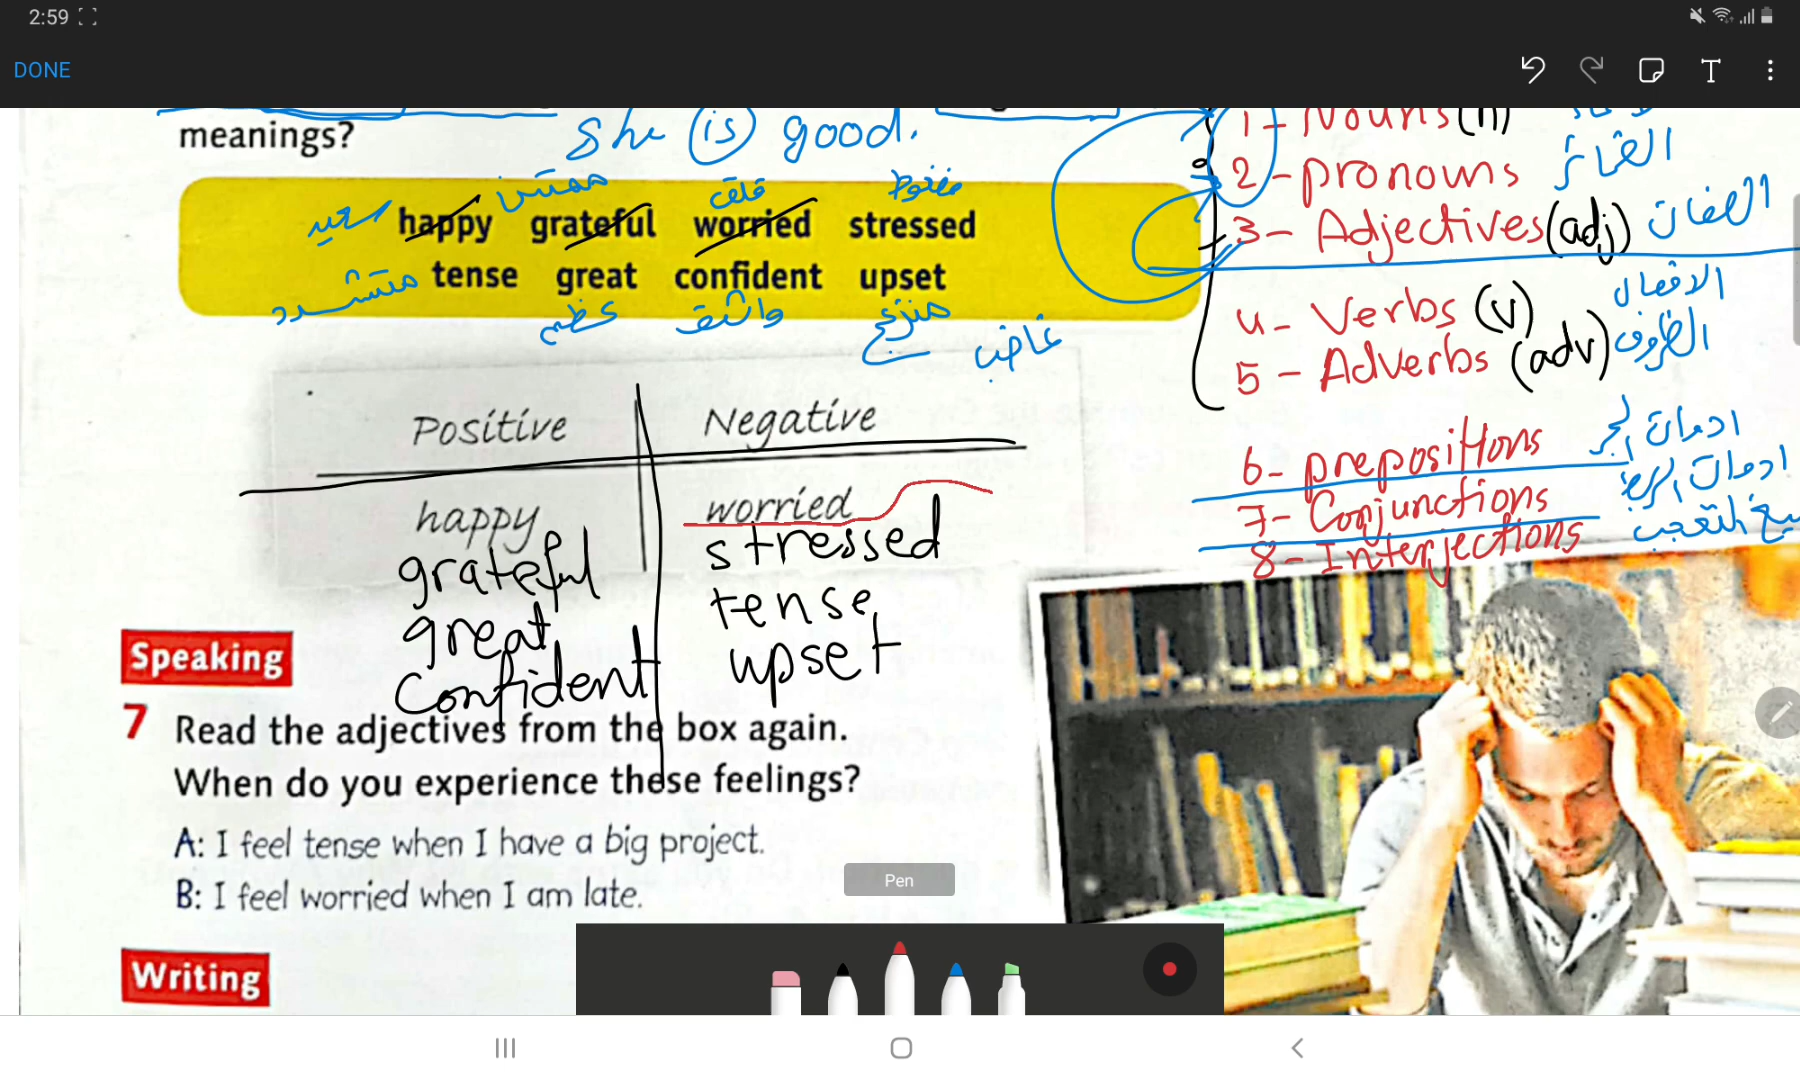 2:59
DONE
meanings?
She is good.
1- Nouns (n)
2- pronouns الضمائر
3- Adjectives (adj) الصفات
4- Verbs (v) الافعال
5- Adverbs (adv) الظروف
6- prepositions ادوات الجر
7- Conjunctions ادوات الربط
8- Interjections صيغ التعجب
سعيد ممتن قلق مضغوط
happy grateful worried stressed
tense great confident upset
متشدد عظيم واثق منزعج غاضب
Positive Negative
happy worried
grateful stressed
great tense
confident upset
Speaking
7 Read the adjectives from the box again.
When do you experience these feelings?
A: I feel tense when I have a big project.
B: I feel worried when I am late.
Pen
Writing